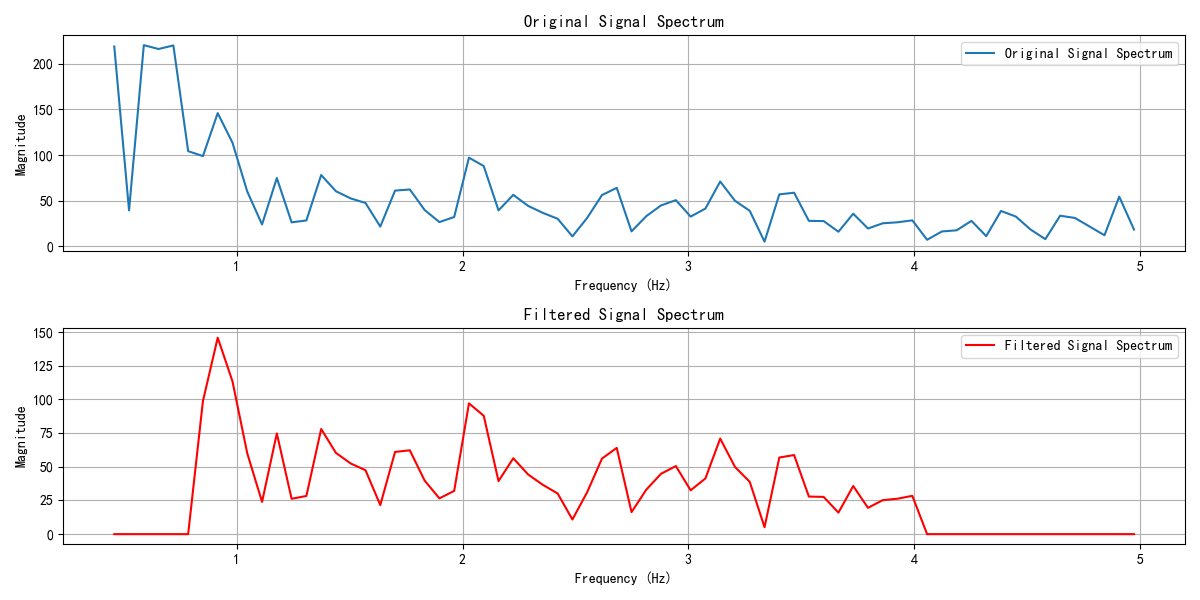 Original Signal Spectrum
Original Signal Spectrum
Magnitude
200
150
100
50
0
1 2 3 4 5
Frequency (Hz)
Filtered Signal Spectrum
Filtered Signal Spectrum
Magnitude
150
125
100
75
50
25
0
1 2 3 4 5
Frequency (Hz)